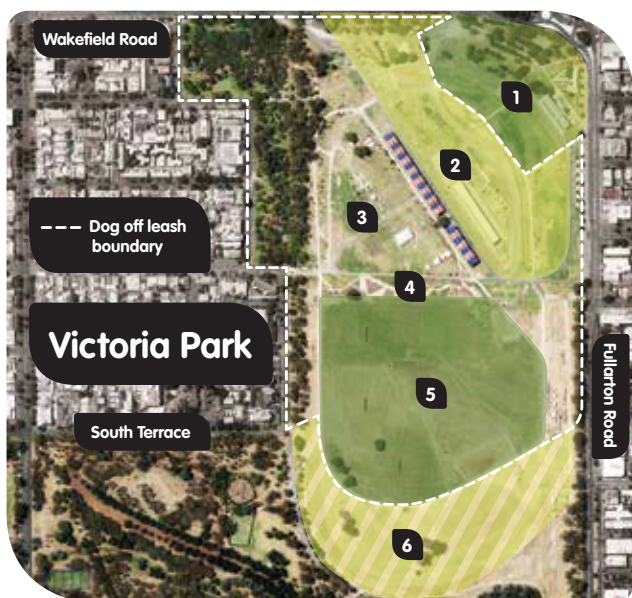 Wakefield Road
1
2
Dog off leash
boundary
3
4
Victoria Park
5
Fullarton Road
South Terrace
6